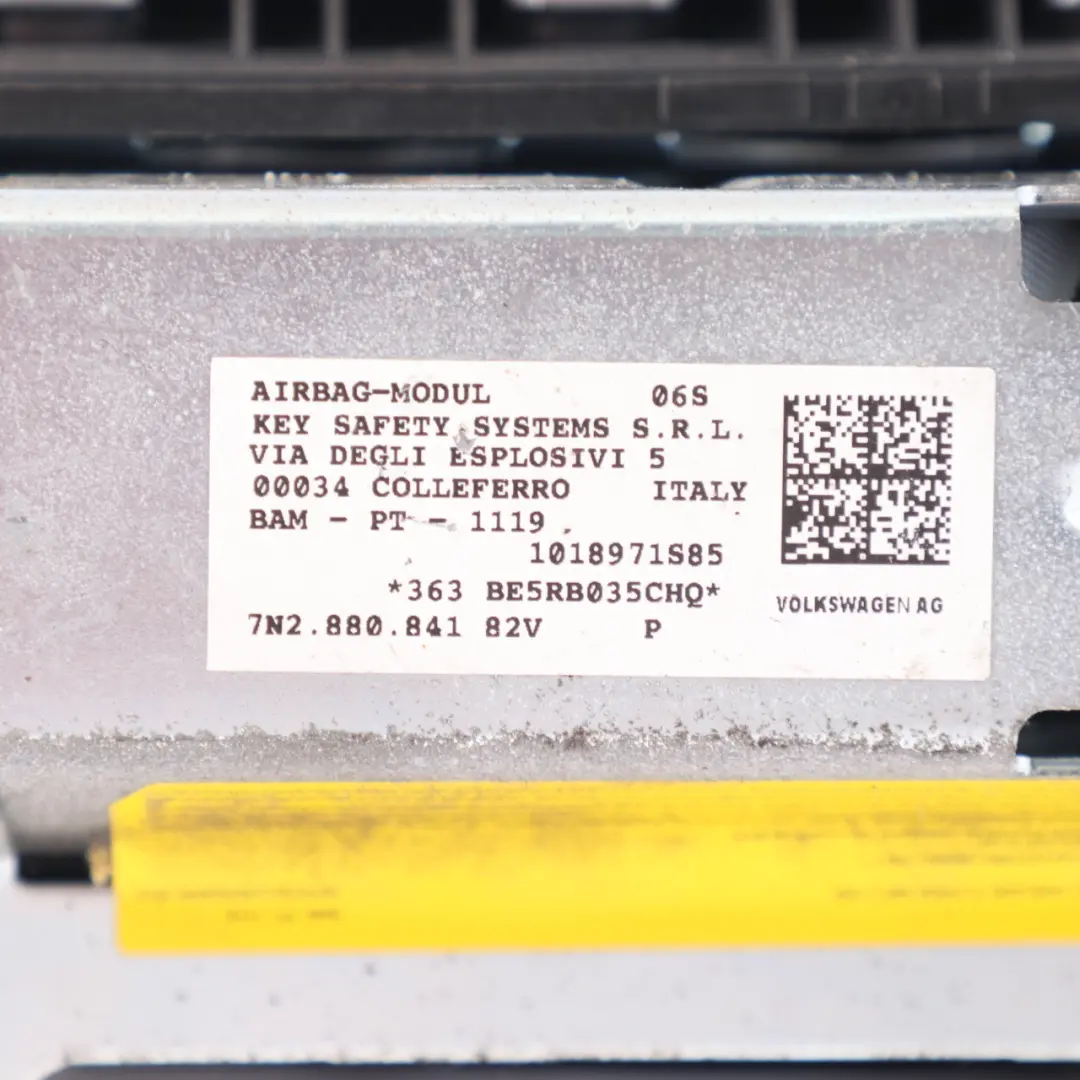 AIRBAG-MODUL 06S
KEY SAFETY SYSTEMS S.R.L.
VIA DEGLI ESPLOSIVI 5
00034 COLLEFERRO ITALY
BAM - PT - 1119
1018971S85
*363 BE5RB035CHQ*
7N2.880.841 82V P
VOLKSWAGEN AG